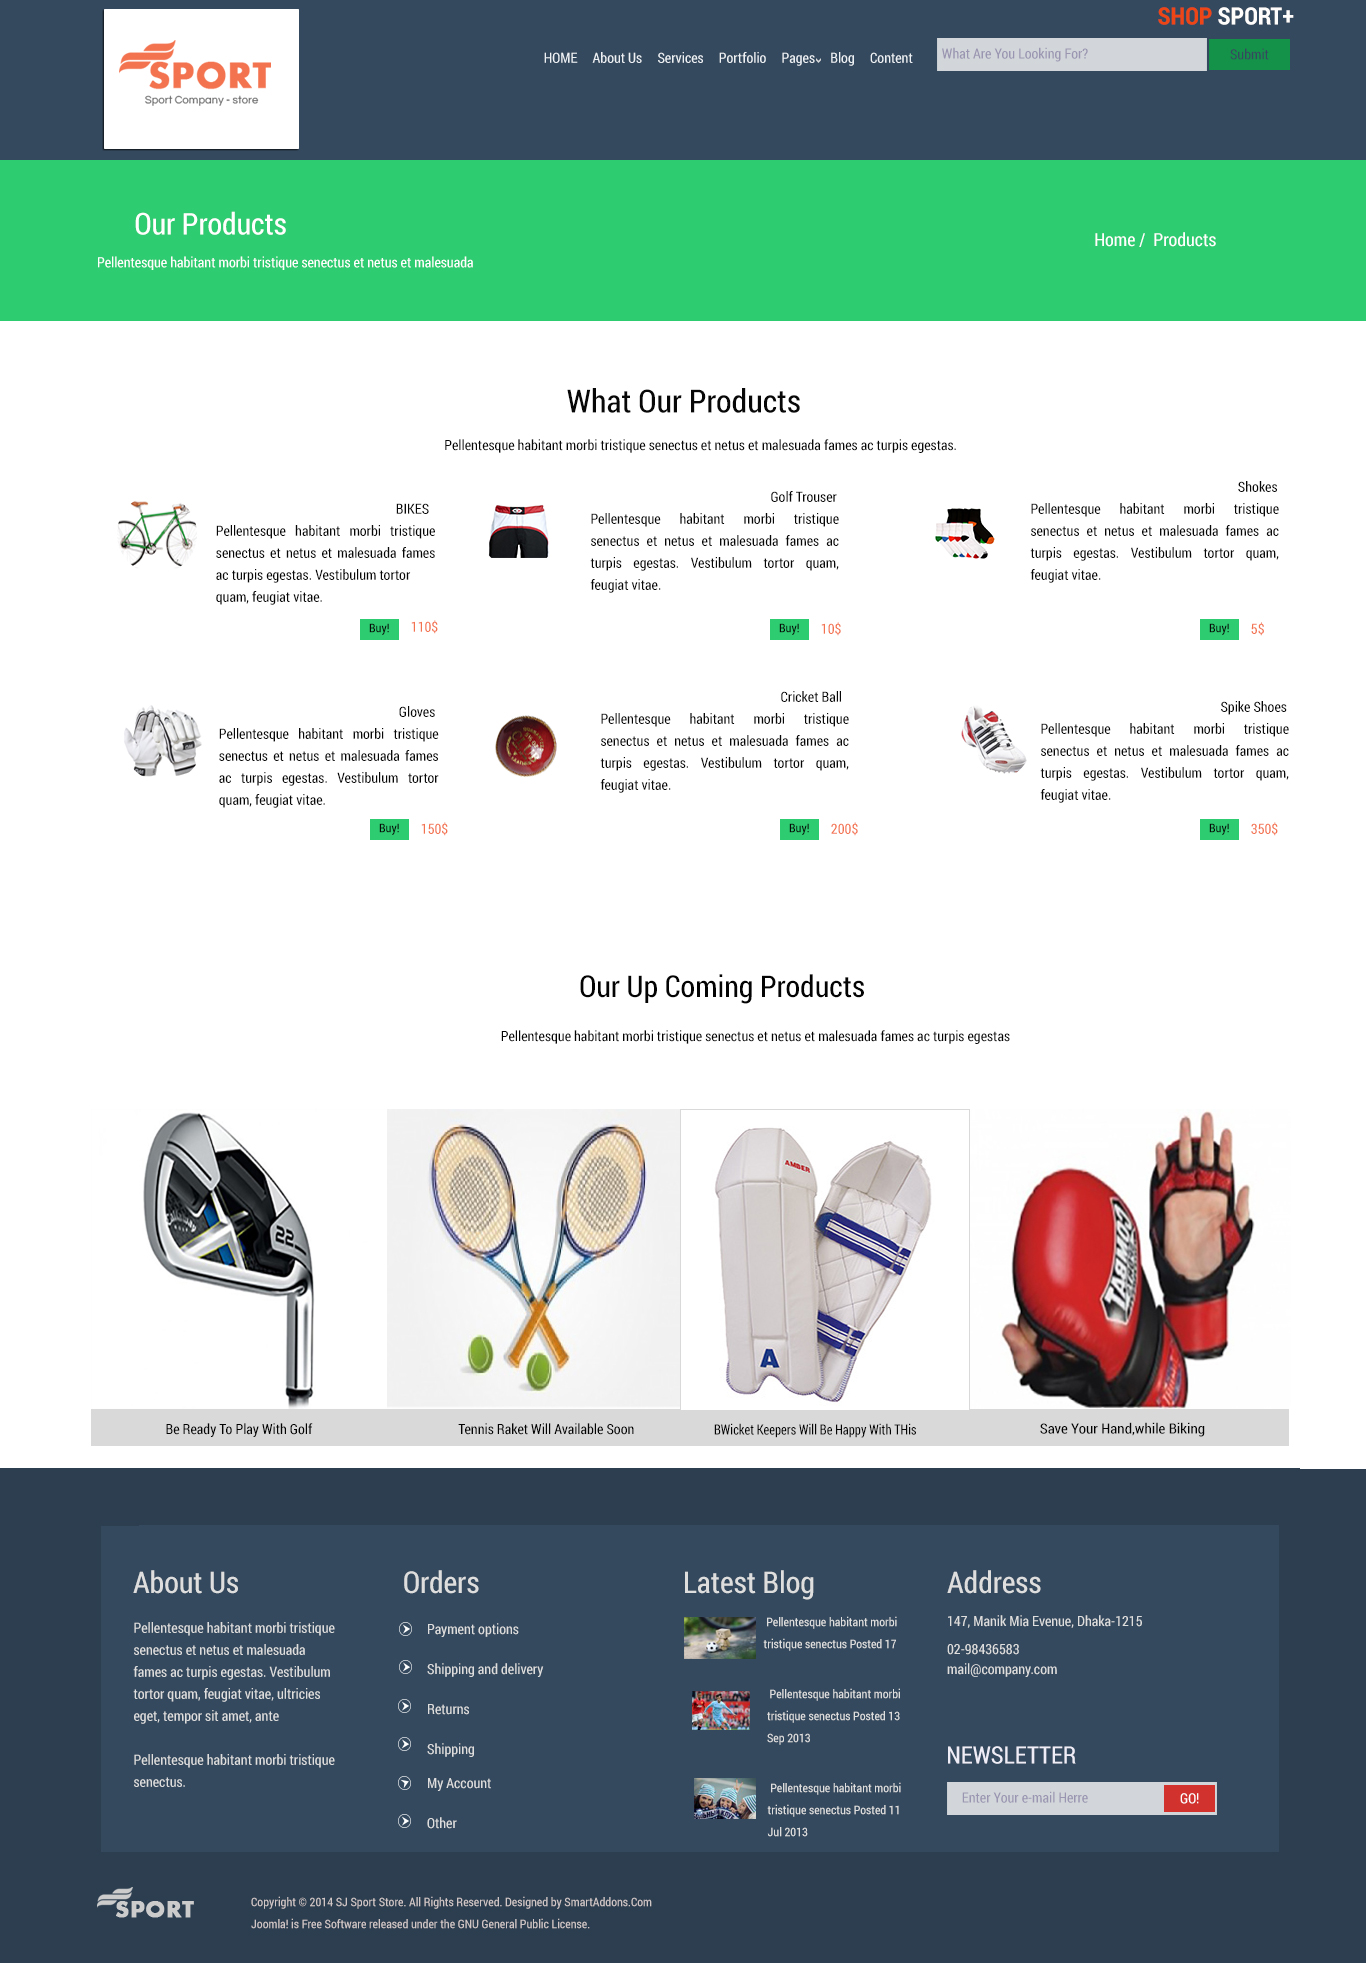 SHOP SPORT+
SPORT
Sport Company - store
HOME About Us Services Portfolio Pages Blog Content
What Are You Looking For?
Submit
Our Products
Pellentesque habitant morbi tristique senectus et netus et malesuada
Home / Products
What Our Products
Pellentesque habitant morbi tristique senectus et netus et malesuada fames ac turpis egestas.
BIKES
Pellentesque habitant morbi tristique
senectus et netus et malesuada fames
ac turpis egestas. Vestibulum tortor
quam, feugiat vitae.
Buy! 110$
Golf Trouser
Pellentesque habitant morbi tristique
senectus et netus et malesuada fames ac
turpis egestas. Vestibulum tortor quam,
feugiat vitae.
Buy! 10$
Shokes
Pellentesque habitant morbi tristique
senectus et netus et malesuada fames ac
turpis egestas. Vestibulum tortor quam,
feugiat vitae.
Buy! 5$
Gloves
Pellentesque habitant morbi tristique
senectus et netus et malesuada fames
ac turpis egestas. Vestibulum tortor
quam, feugiat vitae.
Buy! 150$
Cricket Ball
Pellentesque habitant morbi tristique
senectus et netus et malesuada fames ac
turpis egestas. Vestibulum tortor quam,
feugiat vitae.
Buy! 200$
Spike Shoes
Pellentesque habitant morbi tristique
senectus et netus et malesuada fames ac
turpis egestas. Vestibulum tortor quam,
feugiat vitae.
Buy! 350$
Our Up Coming Products
Pellentesque habitant morbi tristique senectus et netus et malesuada fames ac turpis egestas
22
AMBER
A
COMBAT
Be Ready To Play With Golf
Tennis Raket Will Available Soon
BWicket Keepers Will Be Happy With THis
Save Your Hand,while Biking
About Us
Pellentesque habitant morbi tristique
senectus et netus et malesuada
fames ac turpis egestas. Vestibulum
tortor quam, feugiat vitae, ultricies
eget, tempor sit amet, ante
Pellentesque habitant morbi tristique
senectus.
Orders
Payment options
Shipping and delivery
Returns
Shipping
My Account
Other
Latest Blog
Pellentesque habitant morbi
tristique senectus Posted 17
Pellentesque habitant morbi
tristique senectus Posted 13
Sep 2013
Pellentesque habitant morbi
tristique senectus Posted 11
Jul 2013
Address
147, Manik Mia Evenue, Dhaka-1215
02-98436583
mail@company.com
NEWSLETTER
Enter Your e-mail Herre
GO!
SPORT
Copyright © 2014 SJ Sport Store. All Rights Reserved. Designed by SmartAddons.Com
Joomla! is Free Software released under the GNU General Public License.